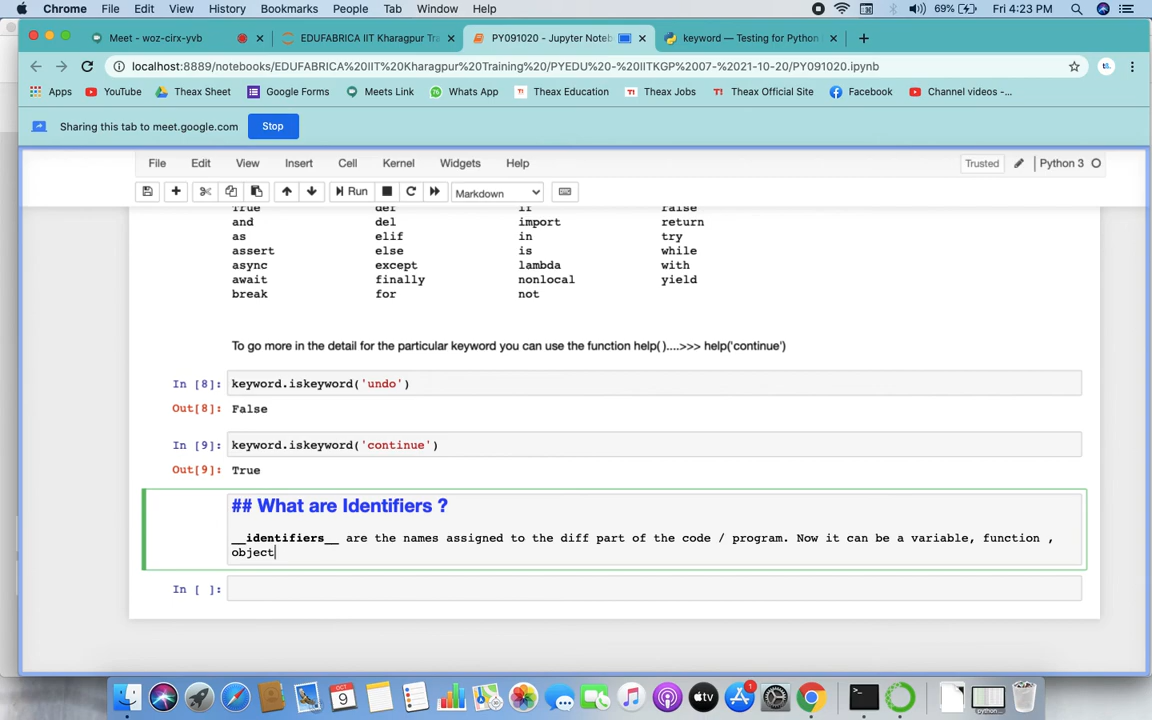 Chrome File Edit View History Bookmarks People Tab Window Help 69% Fri 4:23 PM
Meet - woz-cirx-yvb EDUFABRICA IIT Kharagpur Tra PY091020 - Jupyter Noteb keyword — Testing for Python
localhost:8889/notebooks/EDUFABRICA%20IIT%20Kharagpur%20Training%20/PYEDU%20-%20IITKGP%2007-%2021-10-20/PY091020.ipynb
Apps YouTube Theax Sheet Google Forms Meets Link Whats App Theax Education Theax Jobs Theax Official Site Facebook Channel videos -...
Sharing this tab to meet.google.com Stop
File Edit View Insert Cell Kernel Widgets Help Trusted Python 3
Run Markdown
True def if raise
and del import return
as elif in try
assert else is while
async except lambda with
await finally nonlocal yield
break for not
To go more in the detail for the particular keyword you can use the function help( )....>>> help('continue')
In [8]: keyword.iskeyword('undo')
Out[8]: False
In [9]: keyword.iskeyword('continue')
Out[9]: True
## What are Identifiers ?
__identifiers__ are the names assigned to the diff part of the code / program. Now it can be a variable, function ,
object
In [ ]: